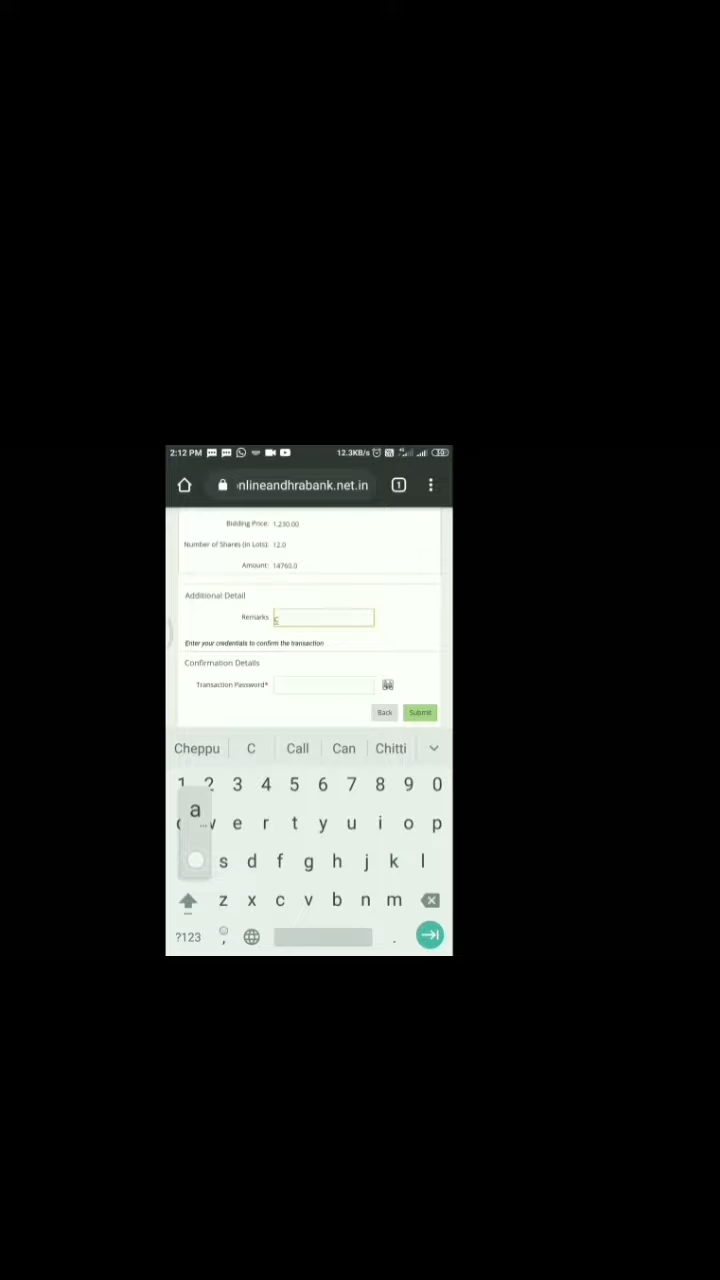 2:12 PM 12.3KB/s
nlineandhrabank.net.in 1
Bidding Price: 1,230.00
Number of Shares (in Lots): 12.0
Amount: 14760.0
Additional Detail
Remarks
Enter your credentials to confirm the transaction
Confirmation Details
Transaction Password*
Back Submit
Cheppu C Call Can Chitti
1 2 3 4 5 6 7 8 9 0
e r t y u i o p
a
s d f g h j k l
z x c v b n m
?123 , .